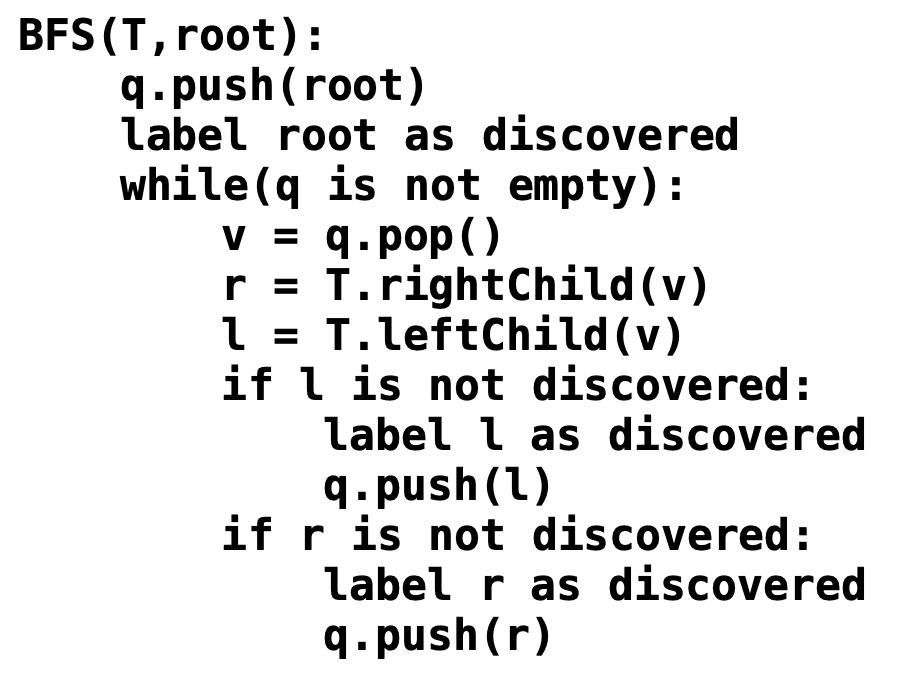 BFS(T,root):
    q.push(root)
    label root as discovered
    while(q is not empty):
        v = q.pop()
        r = T.rightChild(v)
        l = T.leftChild(v)
        if l is not discovered:
            label l as discovered
            q.push(l)
        if r is not discovered:
            label r as discovered
            q.push(r)